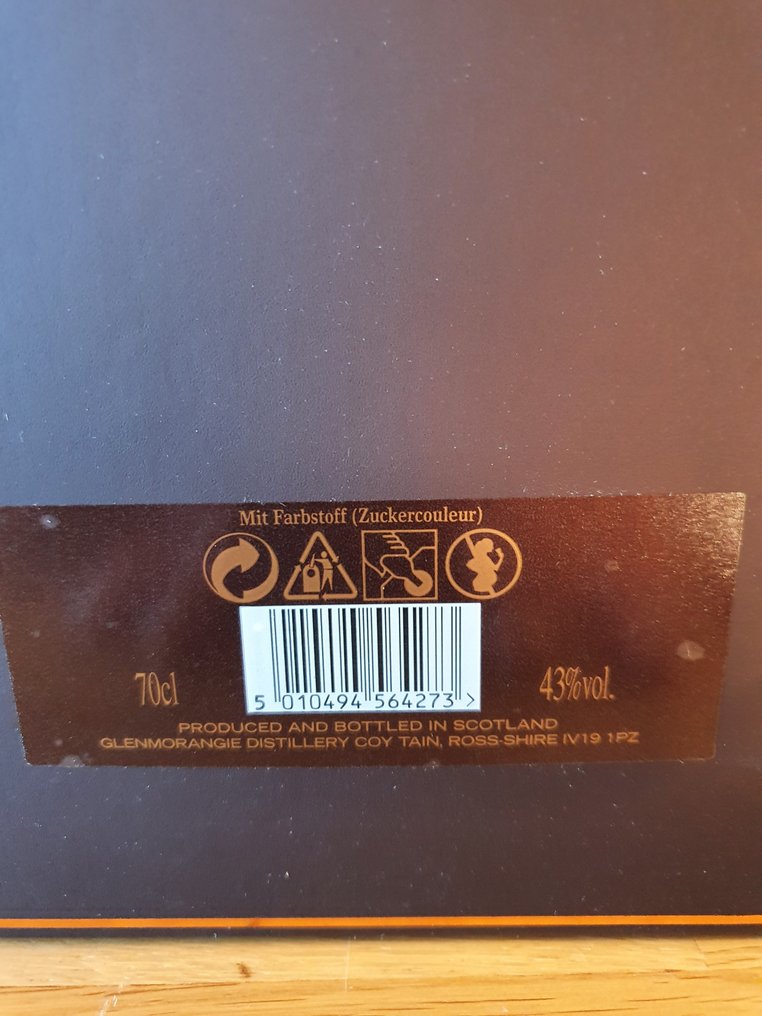 Mit Farbstoff (Zuckercouleur)
70cl
5 010494 564273 >
43%vol.
PRODUCED AND BOTTLED IN SCOTLAND
GLENMORANGIE DISTILLERY COY TAIN, ROSS-SHIRE IV19 1PZ